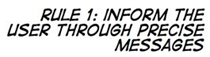 RULE 1: INFORM THE
USER THROUGH PRECISE
MESSAGES